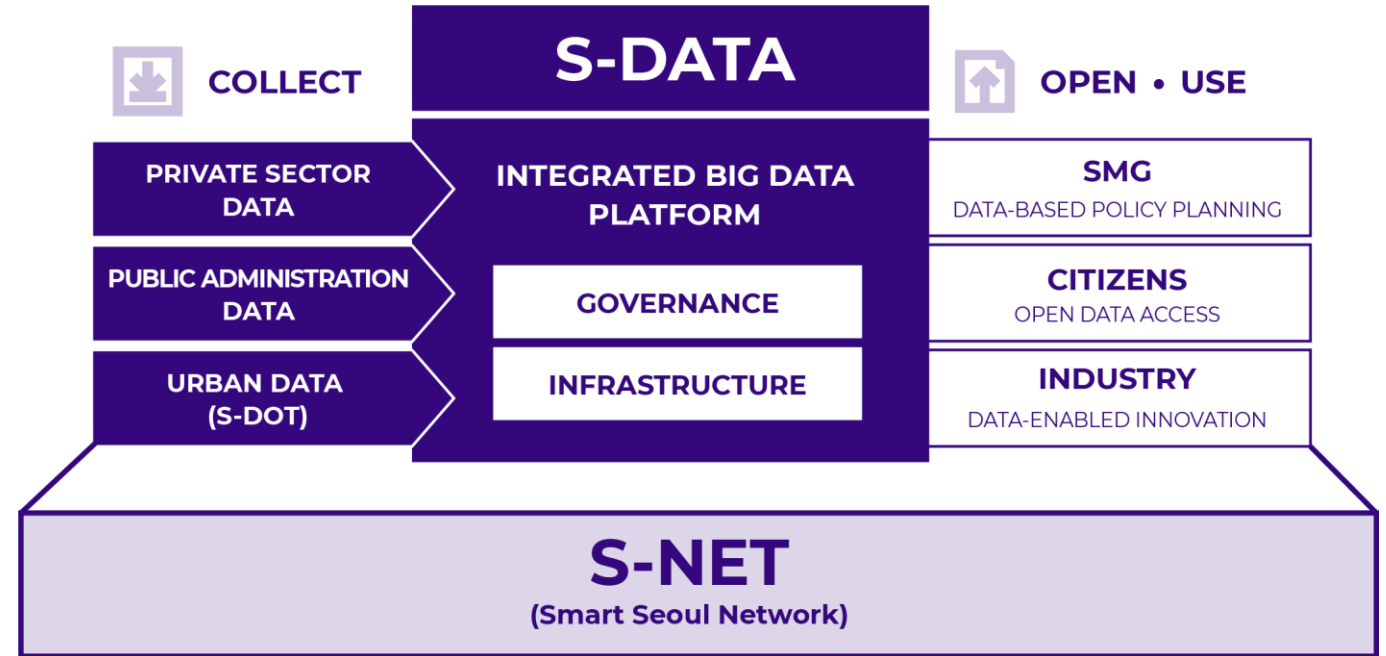 COLLECT
PRIVATE SECTOR
DATA
PUBLIC ADMINISTRATION
DATA
URBAN DATA
(S-DOT)
S-DATA
INTEGRATED BIG DATA
PLATFORM
GOVERNANCE
INFRASTRUCTURE
OPEN • USE
SMG
DATA-BASED POLICY PLANNING
CITIZENS
OPEN DATA ACCESS
INDUSTRY
DATA-ENABLED INNOVATION
S-NET
(Smart Seoul Network)